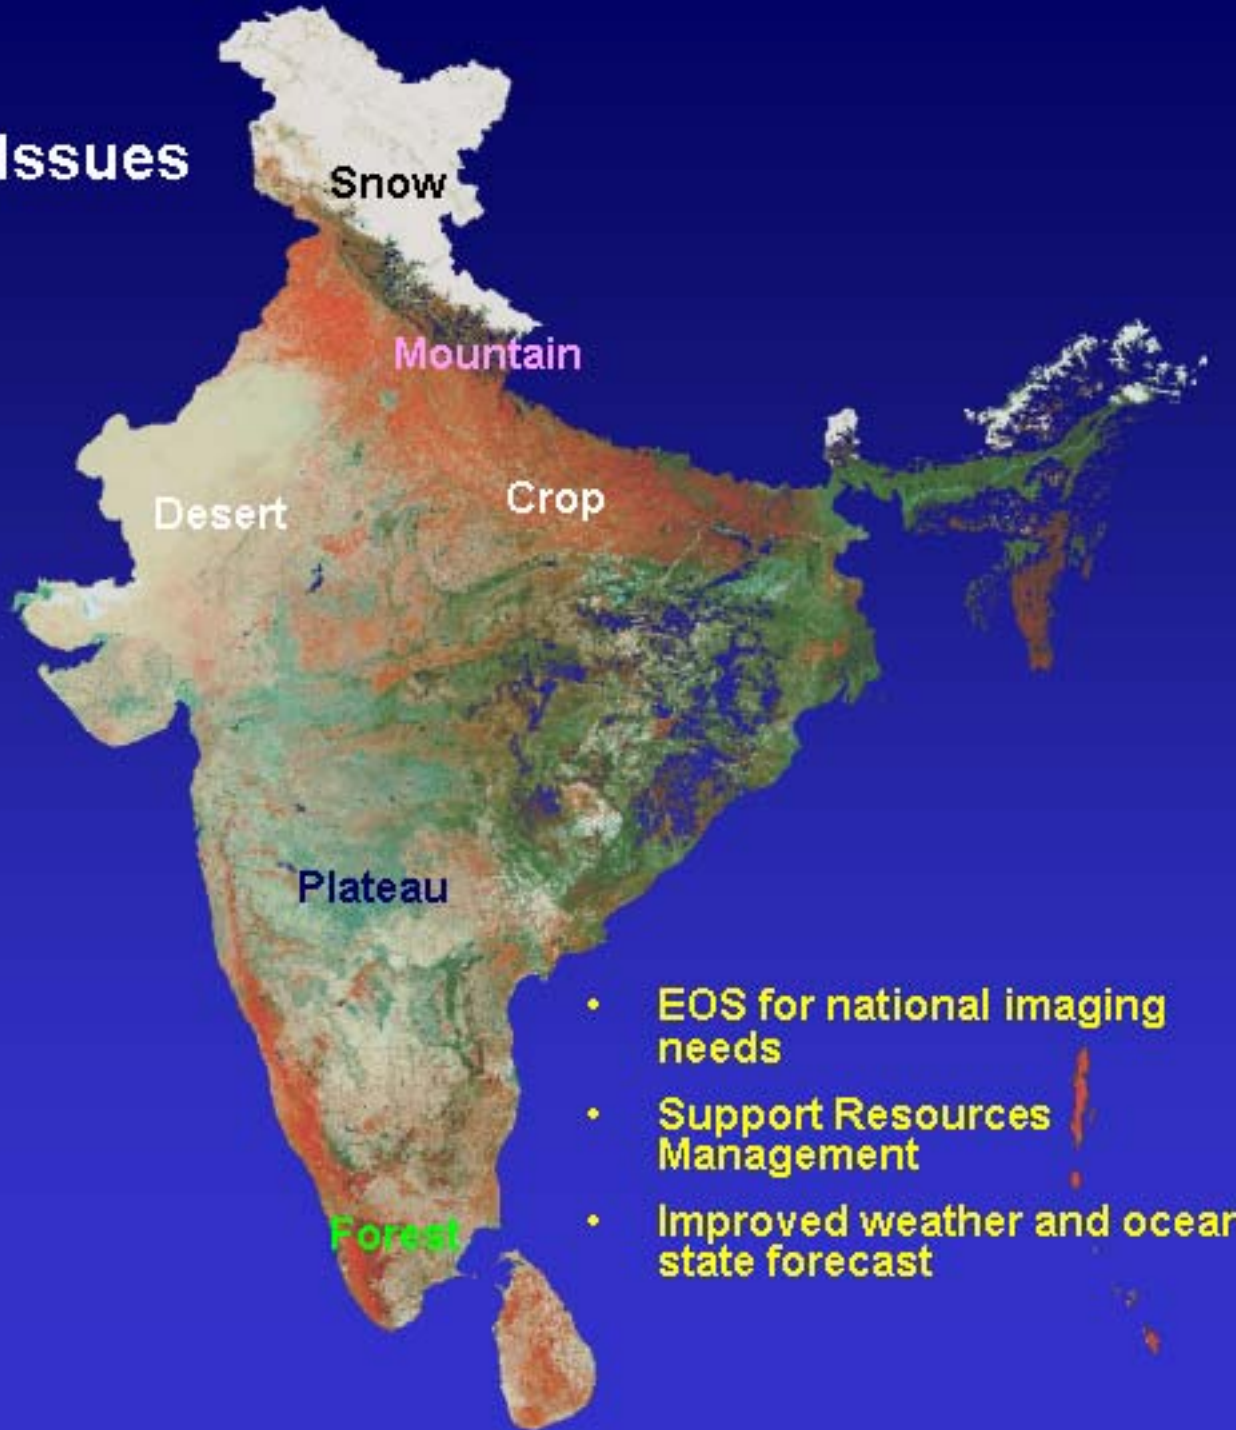 Issues
Snow
Mountain
Desert
Crop
Plateau
Forest
• EOS for national imaging
needs
• Support Resources
Management
• Improved weather and ocean
state forecast